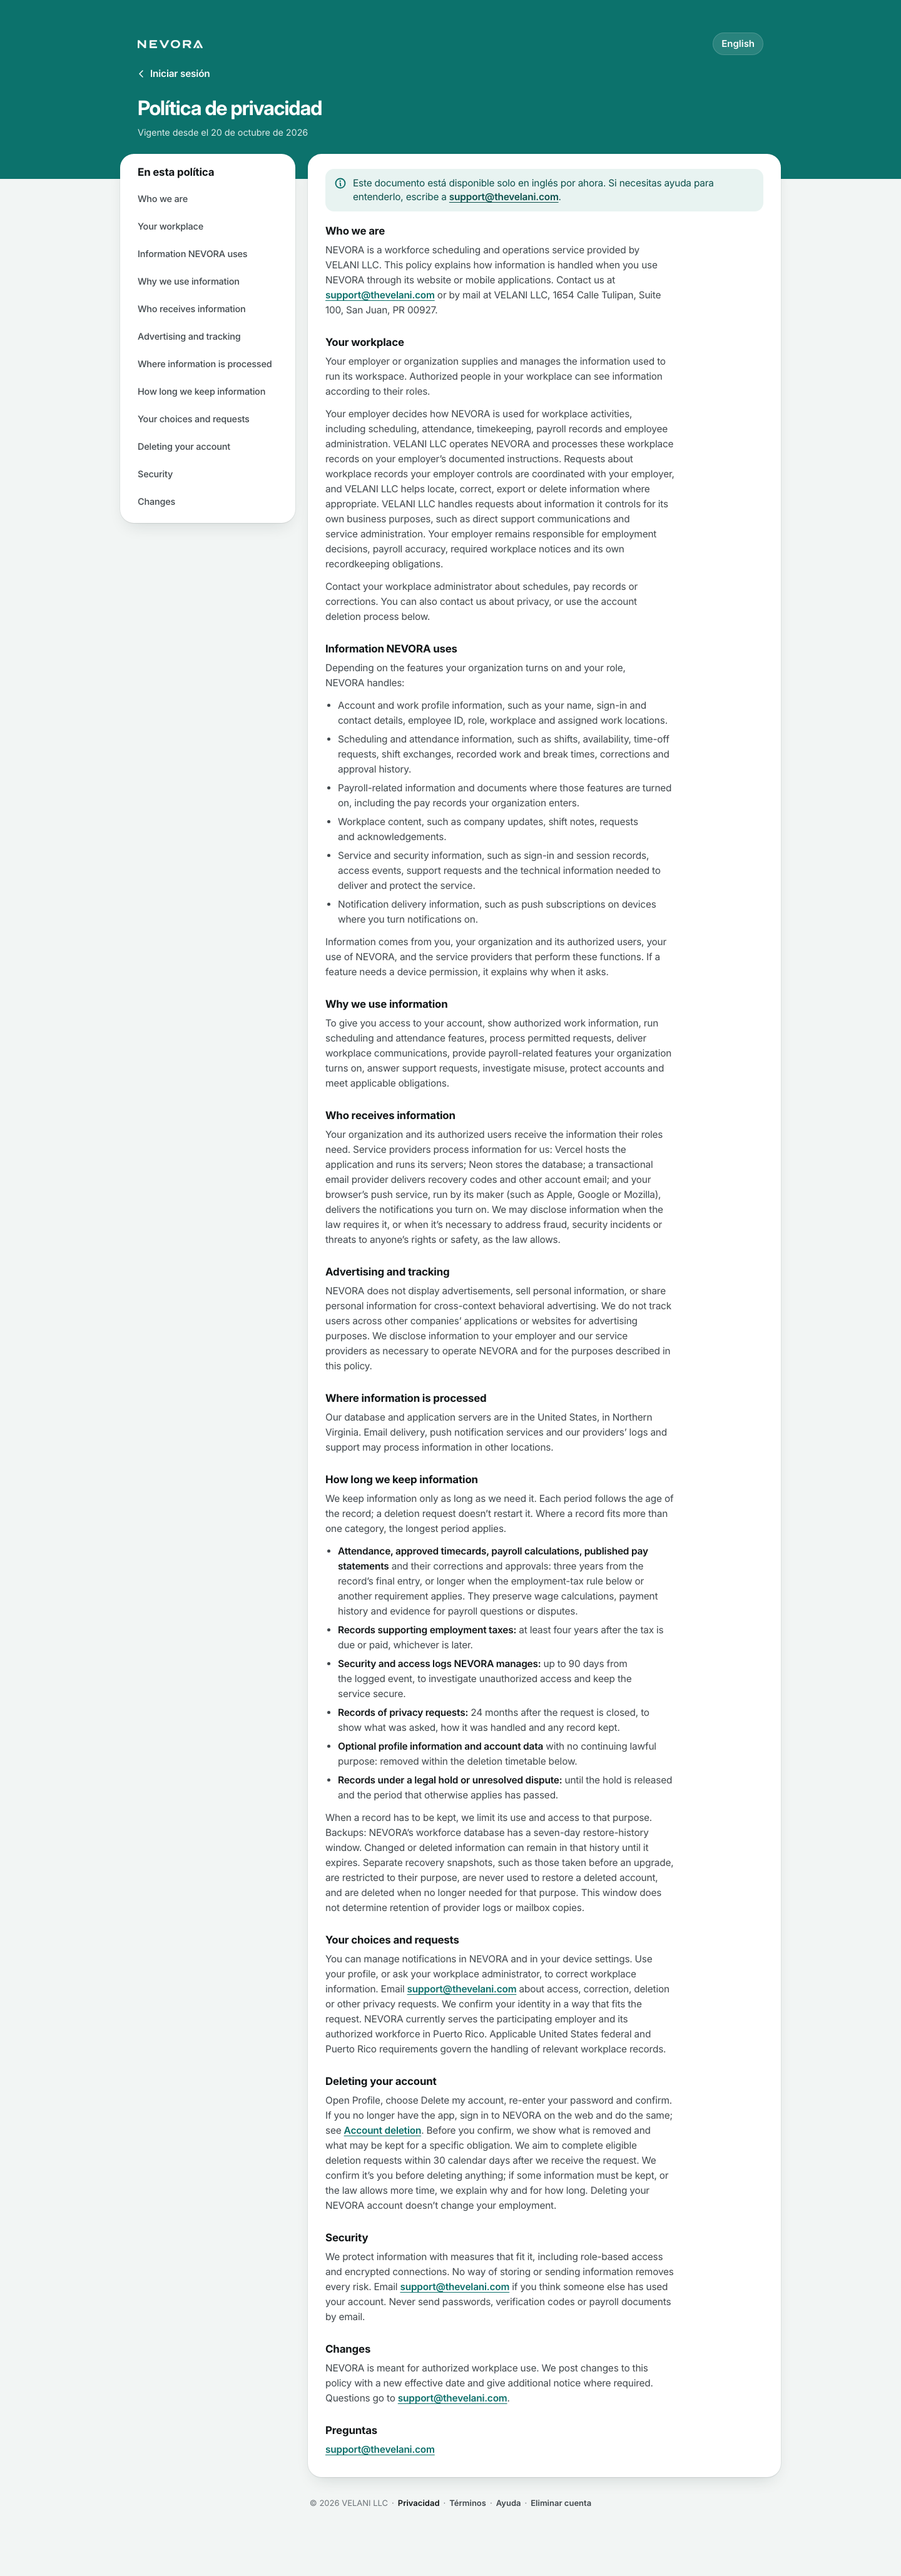 NEVORA
English
Iniciar sesión
Política de privacidad
Vigente desde el 20 de octubre de 2026
En esta política
Who we are
Your workplace
Information NEVORA uses
Why we use information
Who receives information
Advertising and tracking
Where information is processed
How long we keep information
Your choices and requests
Deleting your account
Security
Changes
Este documento está disponible solo en inglés por ahora. Si necesitas ayuda para
entenderlo, escribe a support@thevelani.com.
Who we are
NEVORA is a workforce scheduling and operations service provided by
VELANI LLC. This policy explains how information is handled when you use
NEVORA through its website or mobile applications. Contact us at
support@thevelani.com or by mail at VELANI LLC, 1654 Calle Tulipan, Suite
100, San Juan, PR 00927.
Your workplace
Your employer or organization supplies and manages the information used to
run its workspace. Authorized people in your workplace can see information
according to their roles.
Your employer decides how NEVORA is used for workplace activities,
including scheduling, attendance, timekeeping, payroll records and employee
administration. VELANI LLC operates NEVORA and processes these workplace
records on your employer’s documented instructions. Requests about
workplace records your employer controls are coordinated with your employer,
and VELANI LLC helps locate, correct, export or delete information where
appropriate. VELANI LLC handles requests about information it controls for its
own business purposes, such as direct support communications and
service administration. Your employer remains responsible for employment
decisions, payroll accuracy, required workplace notices and its own
recordkeeping obligations.
Contact your workplace administrator about schedules, pay records or
corrections. You can also contact us about privacy, or use the account
deletion process below.
Information NEVORA uses
Depending on the features your organization turns on and your role,
NEVORA handles:
• Account and work profile information, such as your name, sign-in and
contact details, employee ID, role, workplace and assigned work locations.
• Scheduling and attendance information, such as shifts, availability, time-off
requests, shift exchanges, recorded work and break times, corrections and
approval history.
• Payroll-related information and documents where those features are turned
on, including the pay records your organization enters.
• Workplace content, such as company updates, shift notes, requests
and acknowledgements.
• Service and security information, such as sign-in and session records,
access events, support requests and the technical information needed to
deliver and protect the service.
• Notification delivery information, such as push subscriptions on devices
where you turn notifications on.
Information comes from you, your organization and its authorized users, your
use of NEVORA, and the service providers that perform these functions. If a
feature needs a device permission, it explains why when it asks.
Why we use information
To give you access to your account, show authorized work information, run
scheduling and attendance features, process permitted requests, deliver
workplace communications, provide payroll-related features your organization
turns on, answer support requests, investigate misuse, protect accounts and
meet applicable obligations.
Who receives information
Your organization and its authorized users receive the information their roles
need. Service providers process information for us: Vercel hosts the
application and runs its servers; Neon stores the database; a transactional
email provider delivers recovery codes and other account email; and your
browser’s push service, run by its maker (such as Apple, Google or Mozilla),
delivers the notifications you turn on. We may disclose information when the
law requires it, or when it’s necessary to address fraud, security incidents or
threats to anyone’s rights or safety, as the law allows.
Advertising and tracking
NEVORA does not display advertisements, sell personal information, or share
personal information for cross-context behavioral advertising. We do not track
users across other companies’ applications or websites for advertising
purposes. We disclose information to your employer and our service
providers as necessary to operate NEVORA and for the purposes described in
this policy.
Where information is processed
Our database and application servers are in the United States, in Northern
Virginia. Email delivery, push notification services and our providers’ logs and
support may process information in other locations.
How long we keep information
We keep information only as long as we need it. Each period follows the age of
the record; a deletion request doesn’t restart it. Where a record fits more than
one category, the longest period applies.
• Attendance, approved timecards, payroll calculations, published pay
statements and their corrections and approvals: three years from the
record’s final entry, or longer when the employment-tax rule below or
another requirement applies. They preserve wage calculations, payment
history and evidence for payroll questions or disputes.
• Records supporting employment taxes: at least four years after the tax is
due or paid, whichever is later.
• Security and access logs NEVORA manages: up to 90 days from
the logged event, to investigate unauthorized access and keep the
service secure.
• Records of privacy requests: 24 months after the request is closed, to
show what was asked, how it was handled and any record kept.
• Optional profile information and account data with no continuing lawful
purpose: removed within the deletion timetable below.
• Records under a legal hold or unresolved dispute: until the hold is released
and the period that otherwise applies has passed.
When a record has to be kept, we limit its use and access to that purpose.
Backups: NEVORA’s workforce database has a seven-day restore-history
window. Changed or deleted information can remain in that history until it
expires. Separate recovery snapshots, such as those taken before an upgrade,
are restricted to their purpose, are never used to restore a deleted account,
and are deleted when no longer needed for that purpose. This window does
not determine retention of provider logs or mailbox copies.
Your choices and requests
You can manage notifications in NEVORA and in your device settings. Use
your profile, or ask your workplace administrator, to correct workplace
information. Email support@thevelani.com about access, correction, deletion
or other privacy requests. We confirm your identity in a way that fits the
request. NEVORA currently serves the participating employer and its
authorized workforce in Puerto Rico. Applicable United States federal and
Puerto Rico requirements govern the handling of relevant workplace records.
Deleting your account
Open Profile, choose Delete my account, re-enter your password and confirm.
If you no longer have the app, sign in to NEVORA on the web and do the same;
see Account deletion. Before you confirm, we show what is removed and
what may be kept for a specific obligation. We aim to complete eligible
deletion requests within 30 calendar days after we receive the request. We
confirm it’s you before deleting anything; if some information must be kept, or
the law allows more time, we explain why and for how long. Deleting your
NEVORA account doesn’t change your employment.
Security
We protect information with measures that fit it, including role-based access
and encrypted connections. No way of storing or sending information removes
every risk. Email support@thevelani.com if you think someone else has used
your account. Never send passwords, verification codes or payroll documents
by email.
Changes
NEVORA is meant for authorized workplace use. We post changes to this
policy with a new effective date and give additional notice where required.
Questions go to support@thevelani.com.
Preguntas
support@thevelani.com
© 2026 VELANI LLC · Privacidad · Términos · Ayuda · Eliminar cuenta